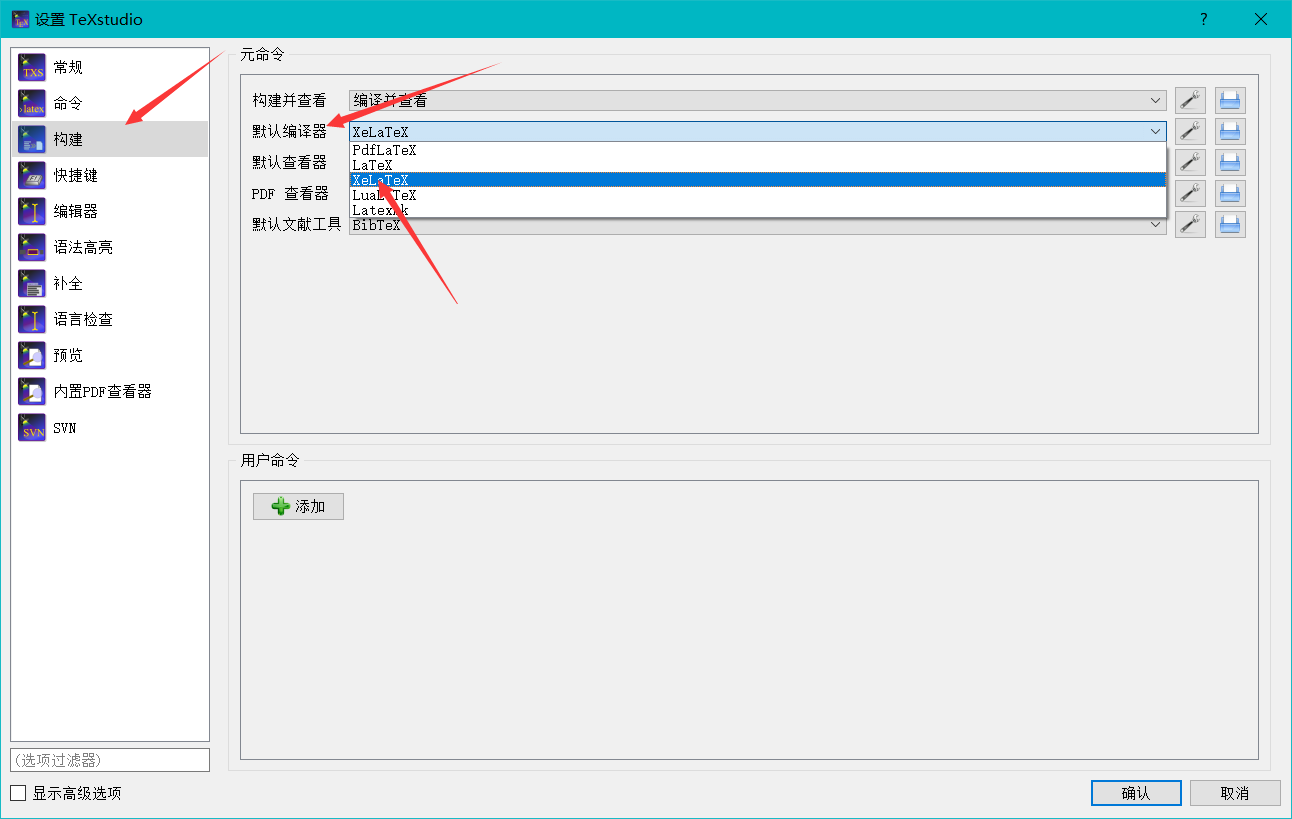 设置 TeXstudio
?
常规
命令
构建
快捷键
编辑器
语法高亮
补全
语言检查
预览
内置PDF查看器
SVN
(选项过滤器)
显示高级选项
元命令
构建并查看 编译并查看
默认编译器 XeLaTeX
PdfLaTeX
LaTeX
默认查看器
XeLaTeX
PDF 查看器
LuaLaTeX
Latexmk
默认文献工具 BibTeX
用户命令
添加
确认 取消